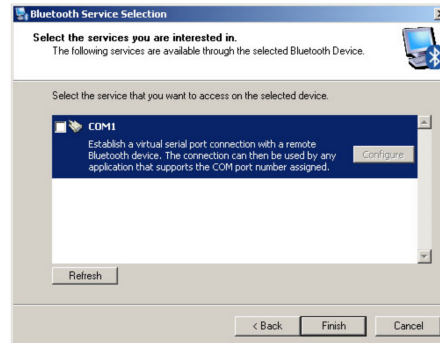 Bluetooth Service Selection
Select the services you are interested in.
The following services are available through the selected Bluetooth Device.
Select the service that you want to access on the selected device.
COM1
Establish a virtual serial port connection with a remote
Bluetooth device. The connection can then be used by any
application that supports the COM port number assigned.
Configure
Refresh
< Back
Finish
Cancel